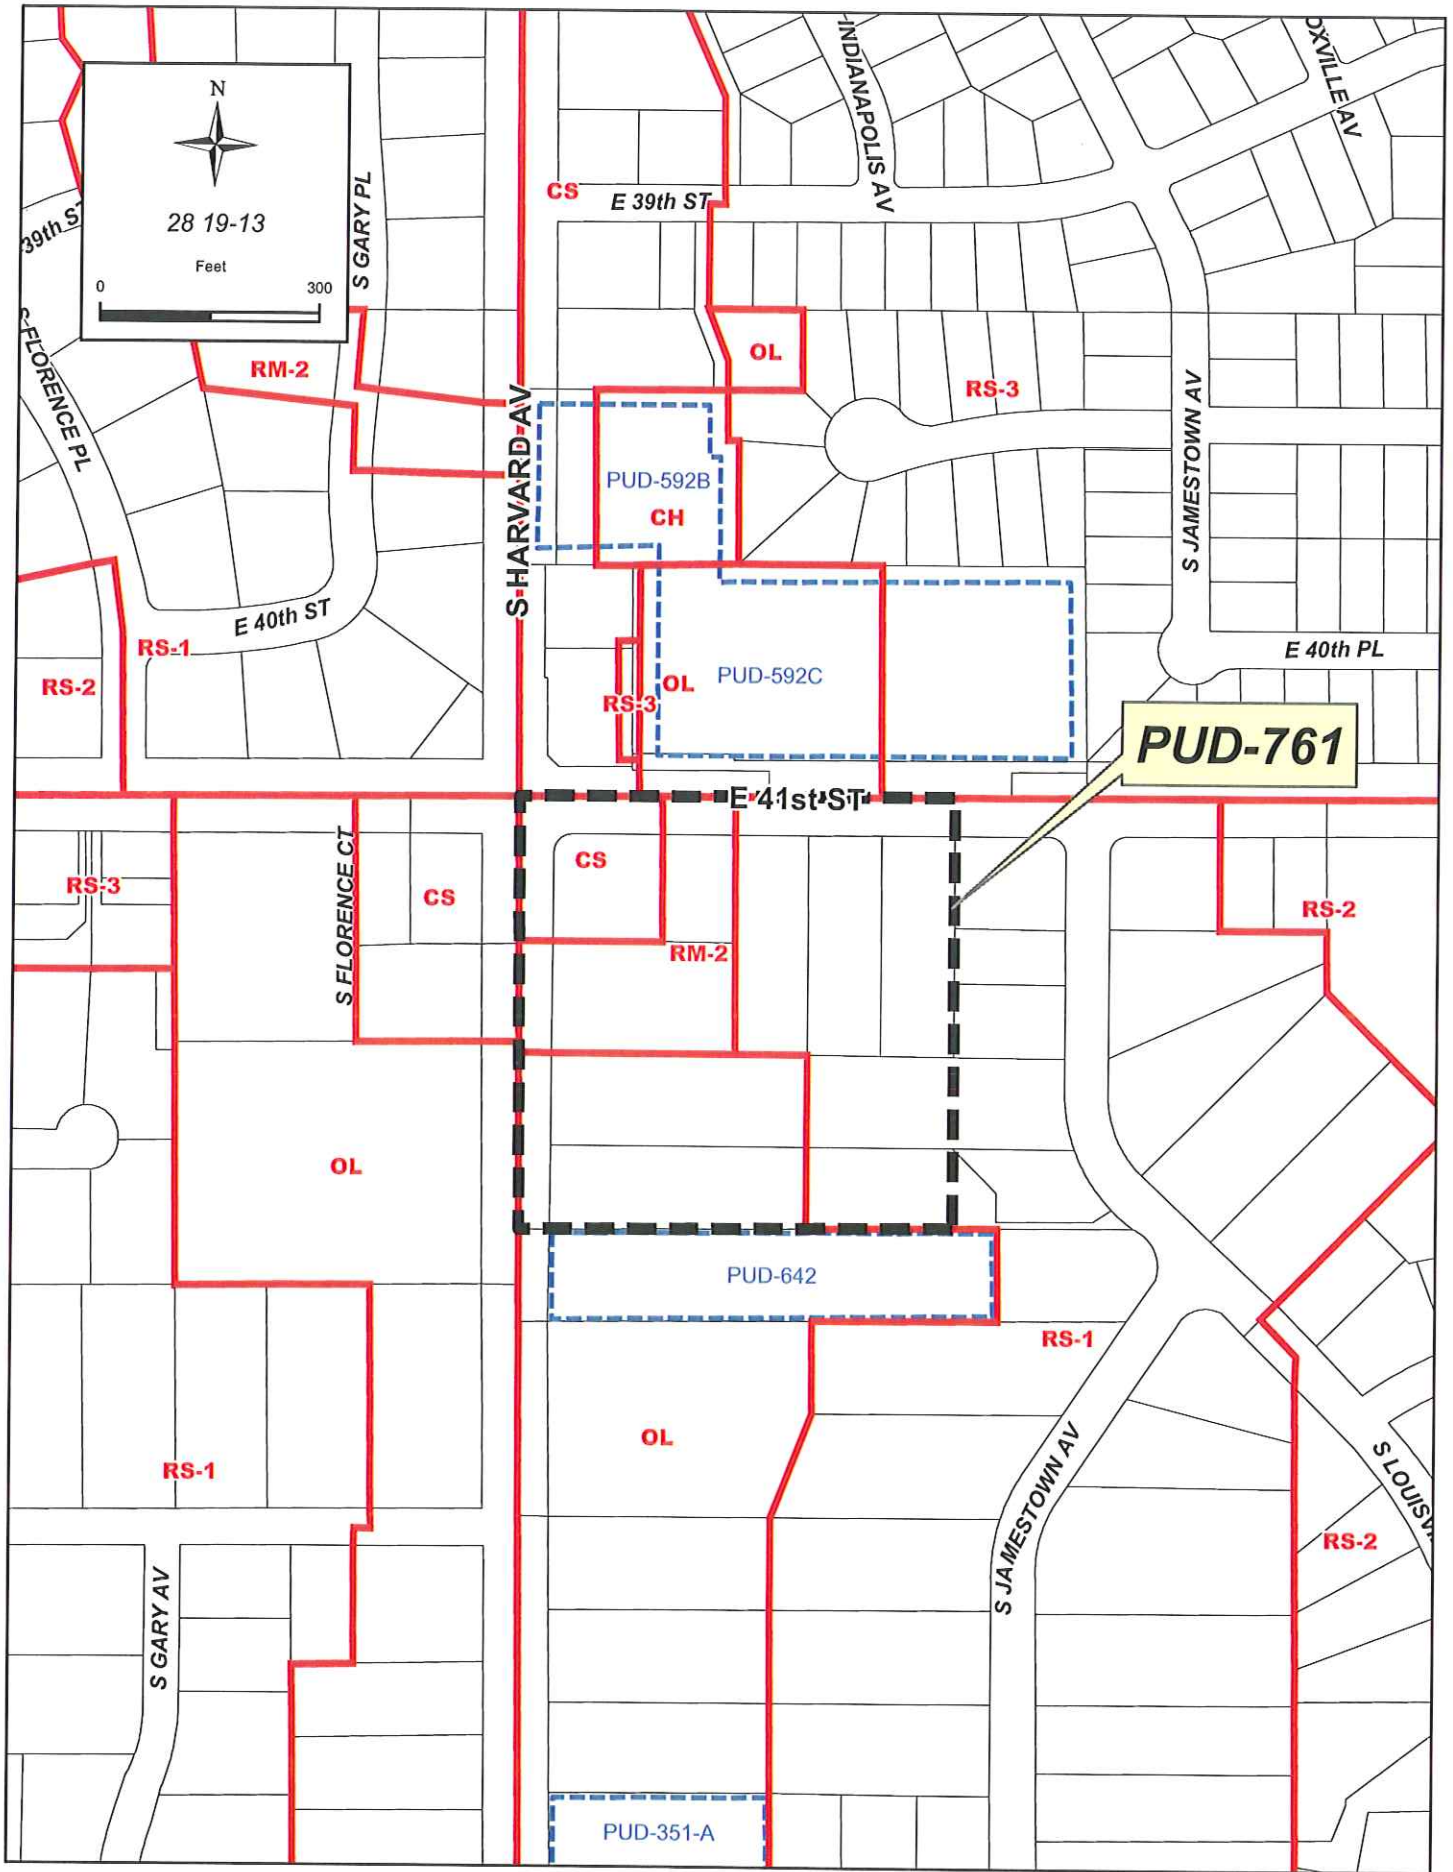 INDIANAPOLIS AV
OXVILLE AV
N
28 19-13
Feet
0 300
S GARY PL
39th ST
CS
E 39th ST
S FLORENCE PL
RM-2
OL
RS-3
S HARVARD AV
S JAMESTOWN AV
PUD-592B
CH
E 40th ST
RS-1
RS-2
E 40th PL
PUD-592C
OL
RS-3
PUD-761
E 41st ST
RS-3
S FLORENCE CT
CS
CS
RM-2
RS-2
OL
PUD-642
RS-1
OL
RS-1
S JAMESTOWN AV
S LOUISV
RS-2
S GARY AV
PUD-351-A